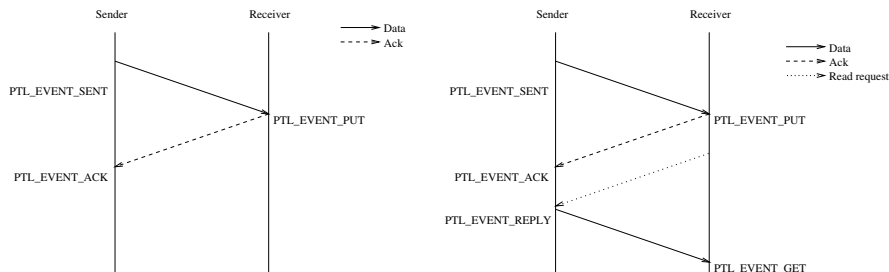 Sender
Receiver
Data
Ack
PTL_EVENT_SENT
PTL_EVENT_PUT
PTL_EVENT_ACK
Sender
Receiver
Data
Ack
Read request
PTL_EVENT_SENT
PTL_EVENT_PUT
PTL_EVENT_ACK
PTL_EVENT_REPLY
PTL_EVENT_GET